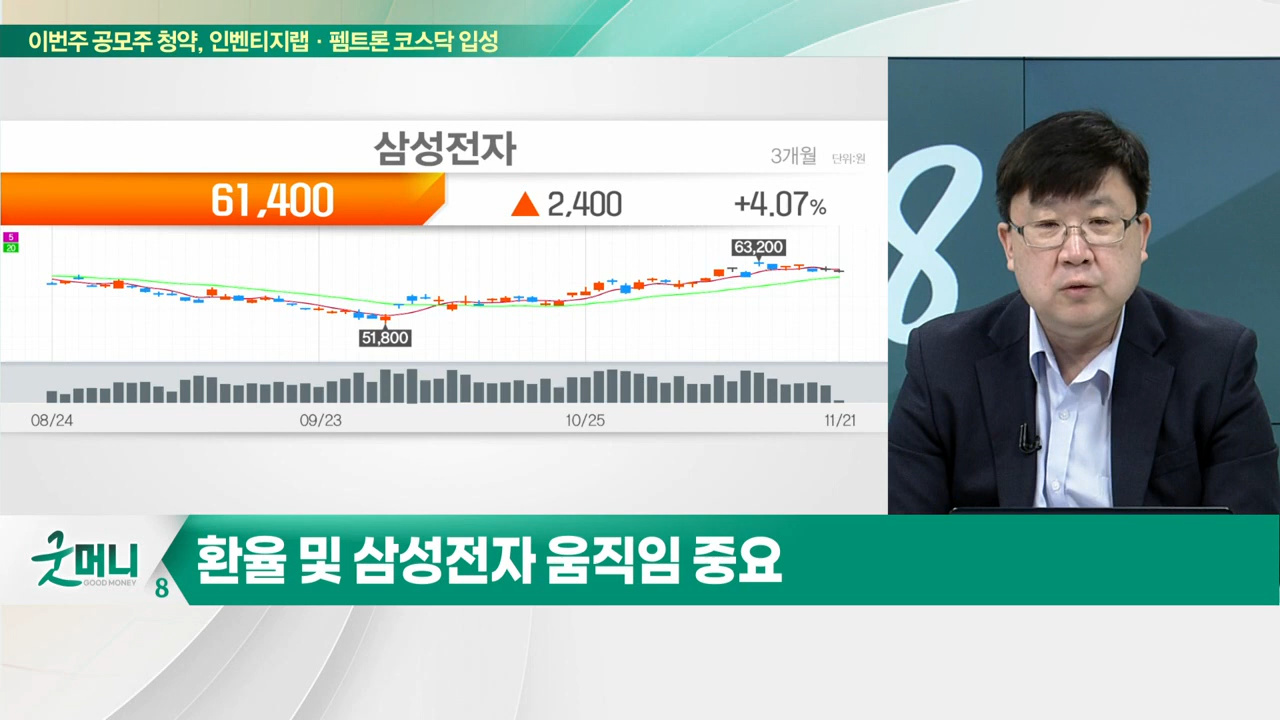 이번주 공모주 청약, 인벤티지랩 · 펨트론 코스닥 입성
삼성전자
3개월 단위:원
61,400 ▲ 2,400 +4.07%
5
20
63,200
51,800
08/24 09/23 10/25 11/21
8
굿머니
GOOD MONEY
8
환율 및 삼성전자 움직임 중요